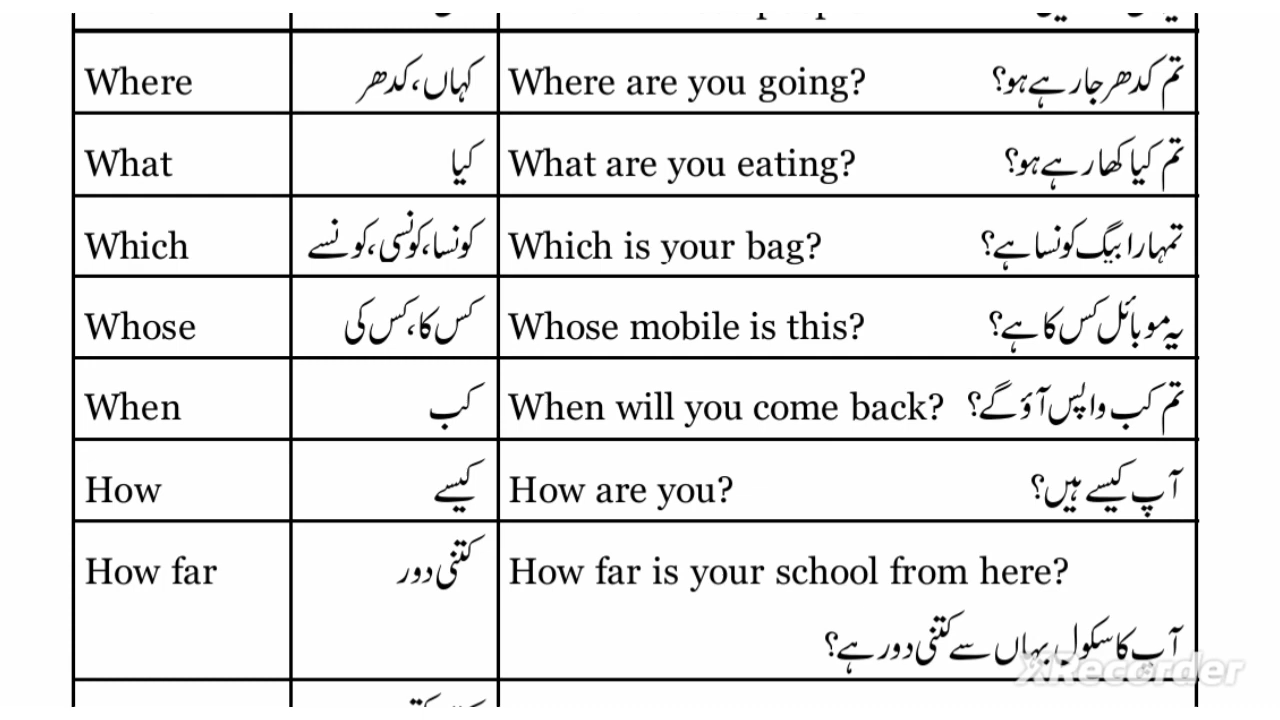 Where کہاں،کدھر Where are you going? تم کدھر جارہے ہو؟
What کیا What are you eating? تم کیا کھارہے ہو؟
Which کونسا،کونسی،کونسے Which is your bag? تمہارا بیگ کونسا ہے؟
Whose کس کا،کس کی Whose mobile is this? یہ موبائل کس کا ہے؟
When کب When will you come back? تم کب واپس آؤ گے؟
How کیسے How are you? آپ کیسے ہیں؟
How far کتنی دور How far is your school from here?
آپ کا سکول یہاں سے کتنی دور ہے؟
XRecorder